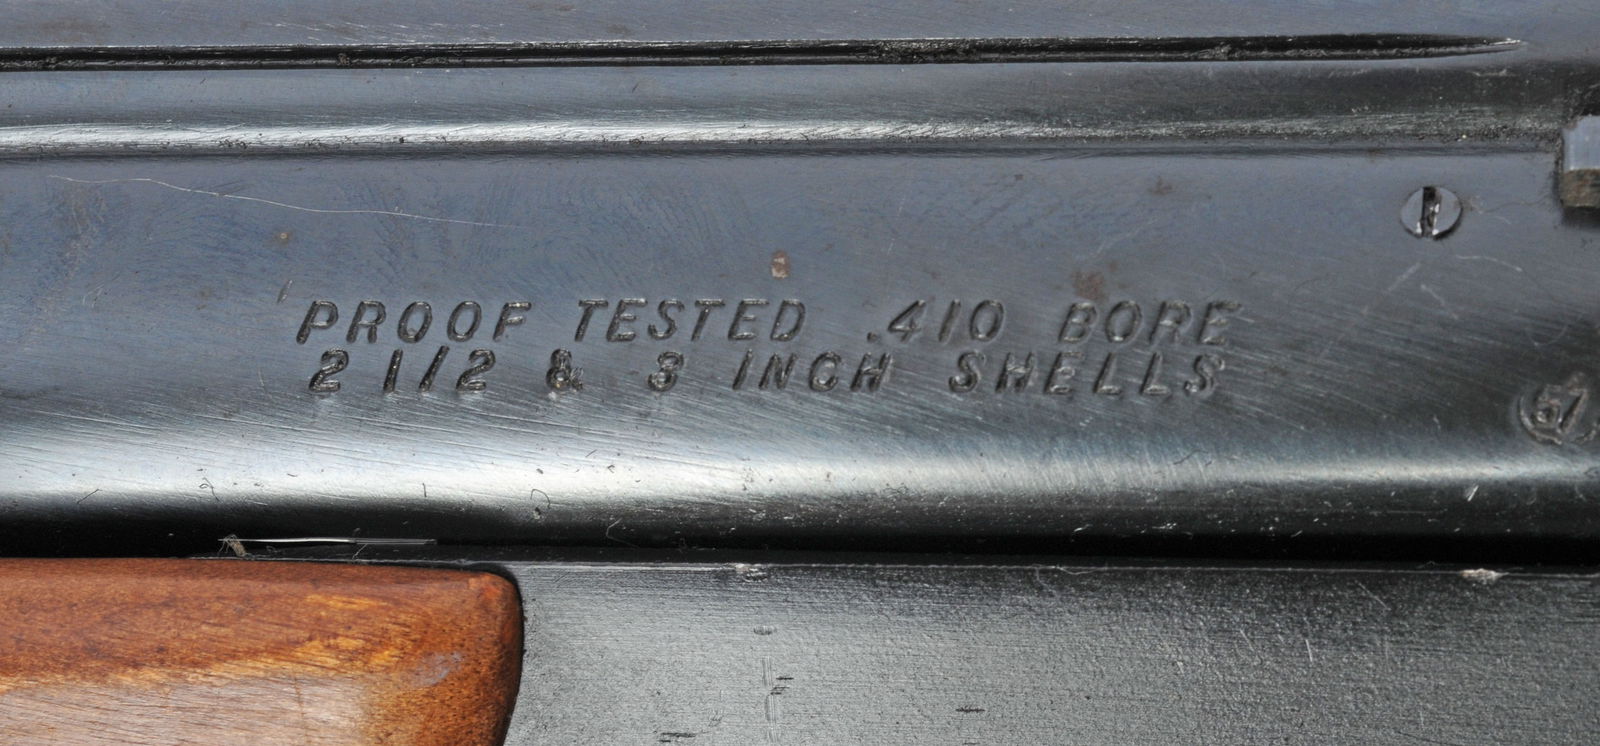 PROOF TESTED .410 BORE
2 1/2 & 3 INCH SHELLS